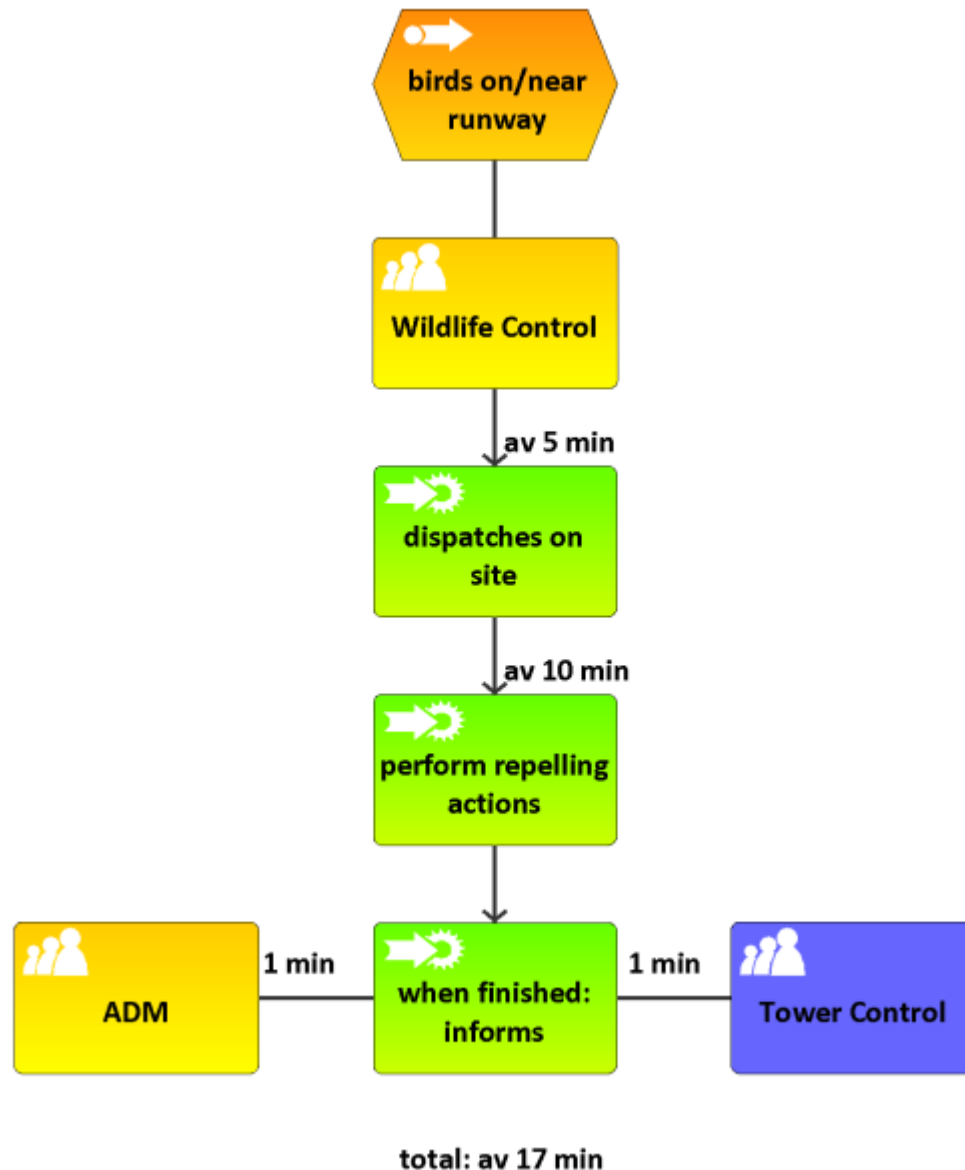 birds on/near
runway
Wildlife Control
av 5 min
dispatches on
site
av 10 min
perform repelling
actions
ADM
1 min
when finished:
informs
1 min
Tower Control
total: av 17 min